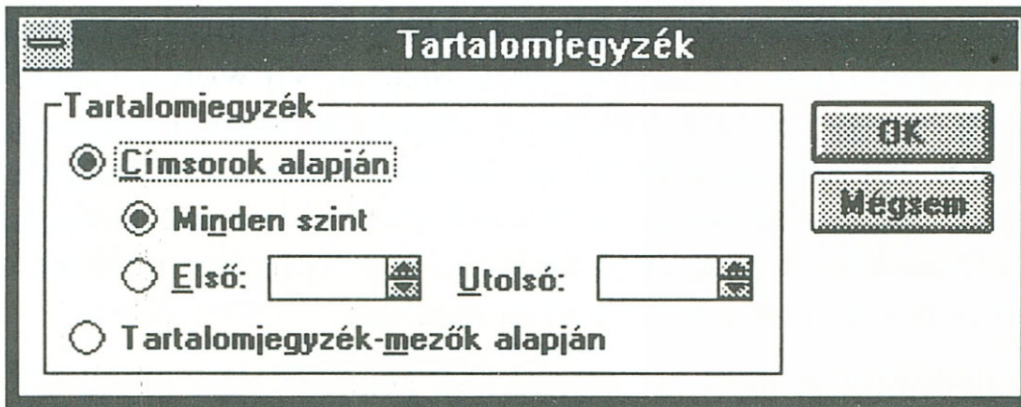 Tartalomjegyzék
Tartalomjegyzék
Címsorok alapján
Minden szint
Első: Utolsó:
Tartalomjegyzék-mezők alapján
OK
Mégsem